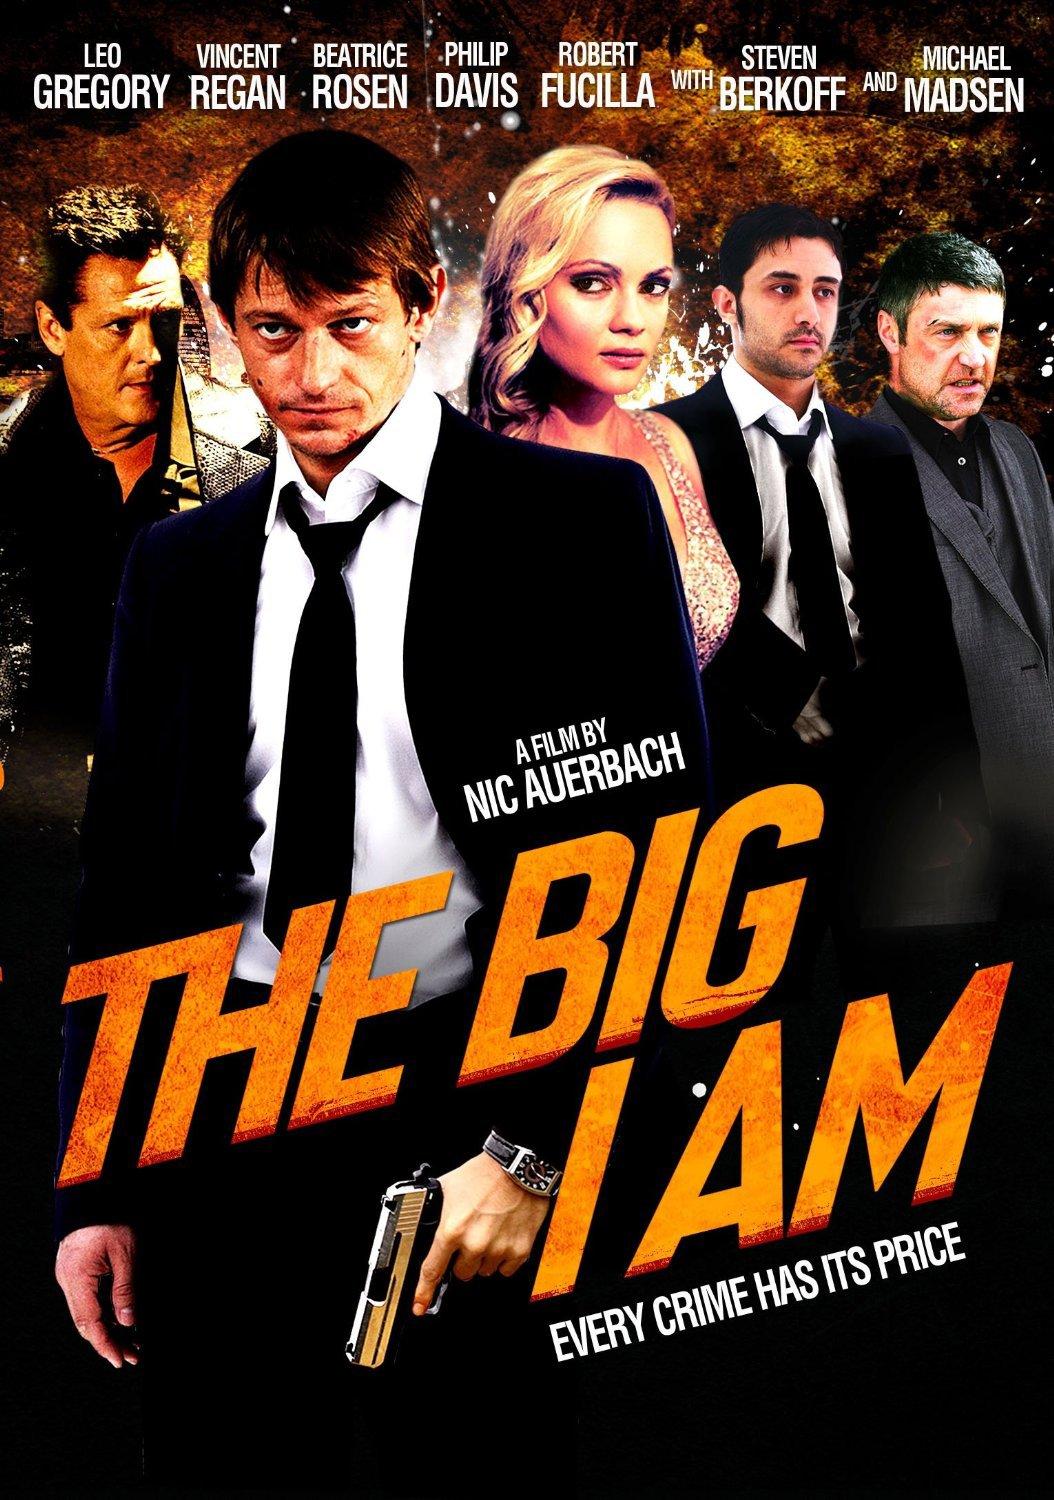 LEO GREGORY
VINCENT REGAN
BEATRICE ROSEN
PHILIP DAVIS
ROBERT FUCILLA
WITH STEVEN BERKOFF
AND MICHAEL MADSEN
A FILM BY
NIC AUERBACH
THE BIG
I AM
EVERY CRIME HAS ITS PRICE